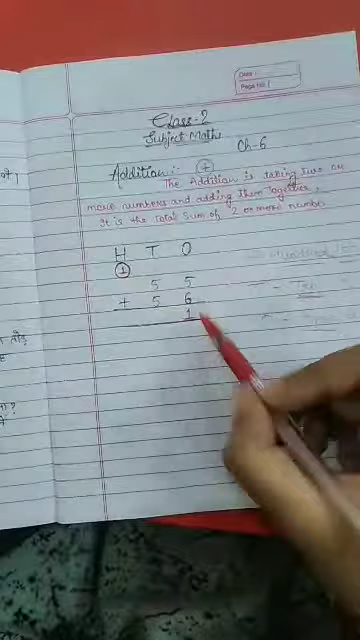 Date :
Page No:
Class-2
Subject Maths
Ch-6
Addition:- (+)
The Addition is taking two or
more numbers and adding them together,
It is the total sum of 2 or more number
H T O
1
5 5
+ 5 6
1